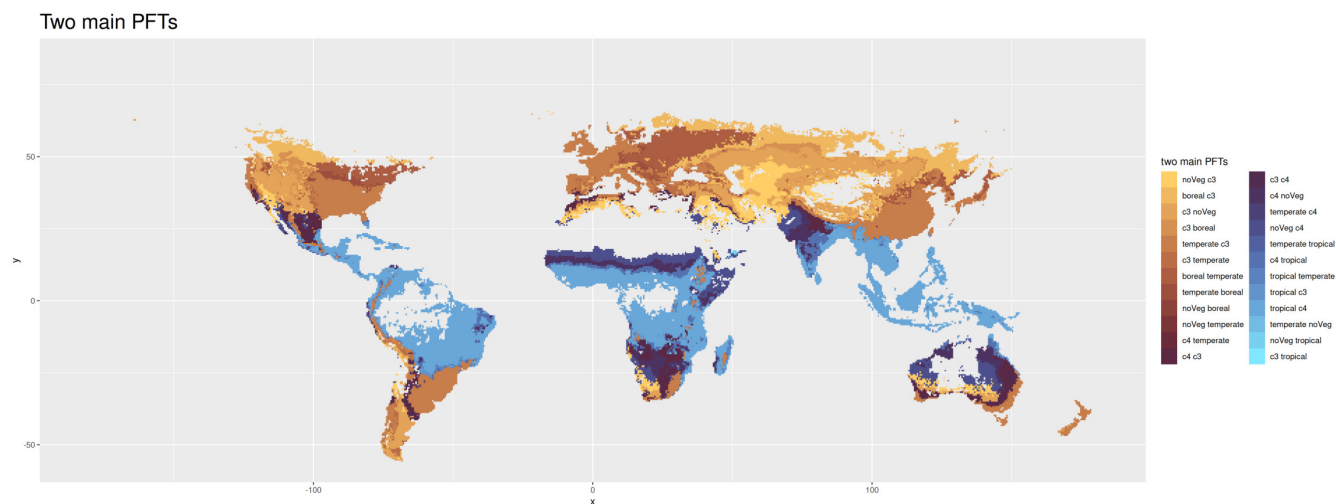 Two main PFTs
y
50-
0-
-50-
-100
0
100
x
two main PFTs
noVeg c3
boreal c3
c3 noVeg
c3 boreal
temperate c3
c3 temperate
boreal temperate
temperate boreal
noVeg boreal
noVeg temperate
c4 temperate
c4 c3
c3 c4
c4 noVeg
temperate c4
noVeg c4
temperate tropical
c4 tropical
tropical temperate
tropical c3
tropical c4
temperate noVeg
noVeg tropical
c3 tropical